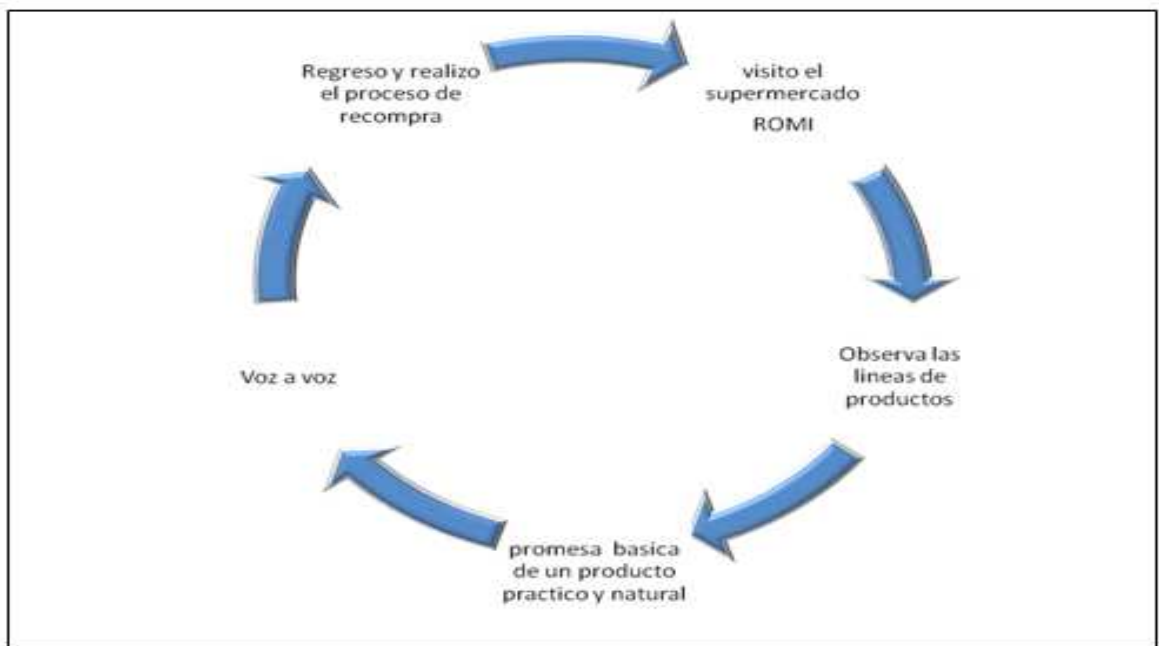 Regreso y realizo
el proceso de
recompra
visito el
supermercado
ROMI
Observa las
lineas de
productos
promesa basica
de un producto
practico y natural
Voz a voz